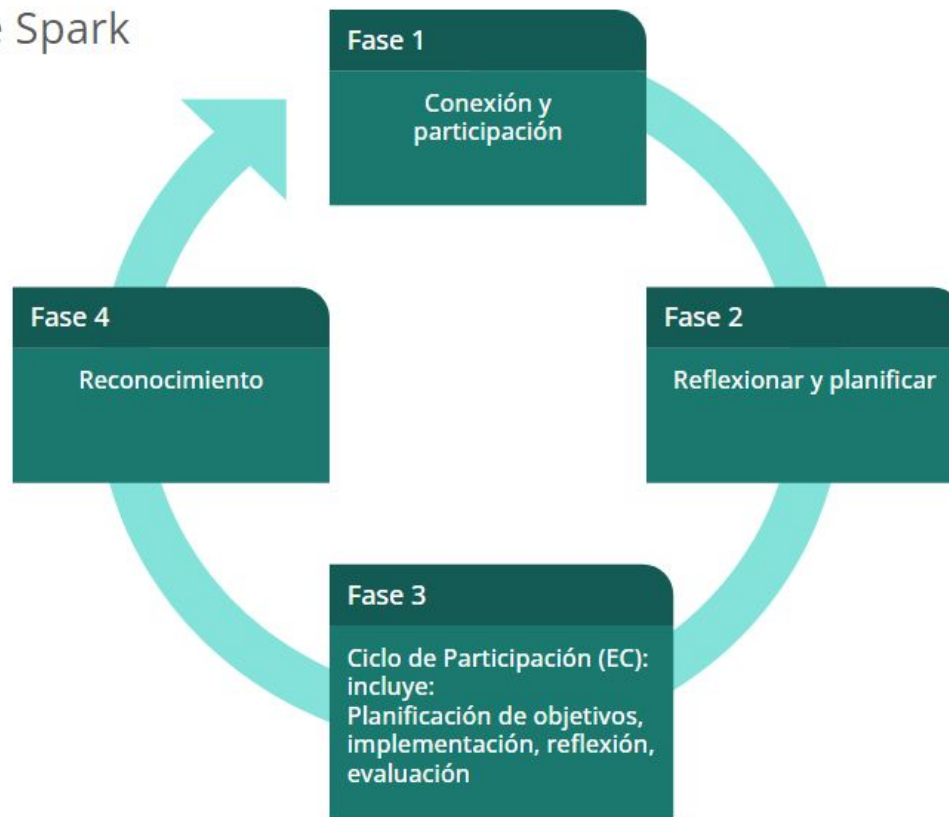 e Spark
Fase 1
Conexión y
participación
Fase 4
Reconocimiento
Fase 2
Reflexionar y planificar
Fase 3
Ciclo de Participación (EC):
incluye:
Planificación de objetivos,
implementación, reflexión,
evaluación